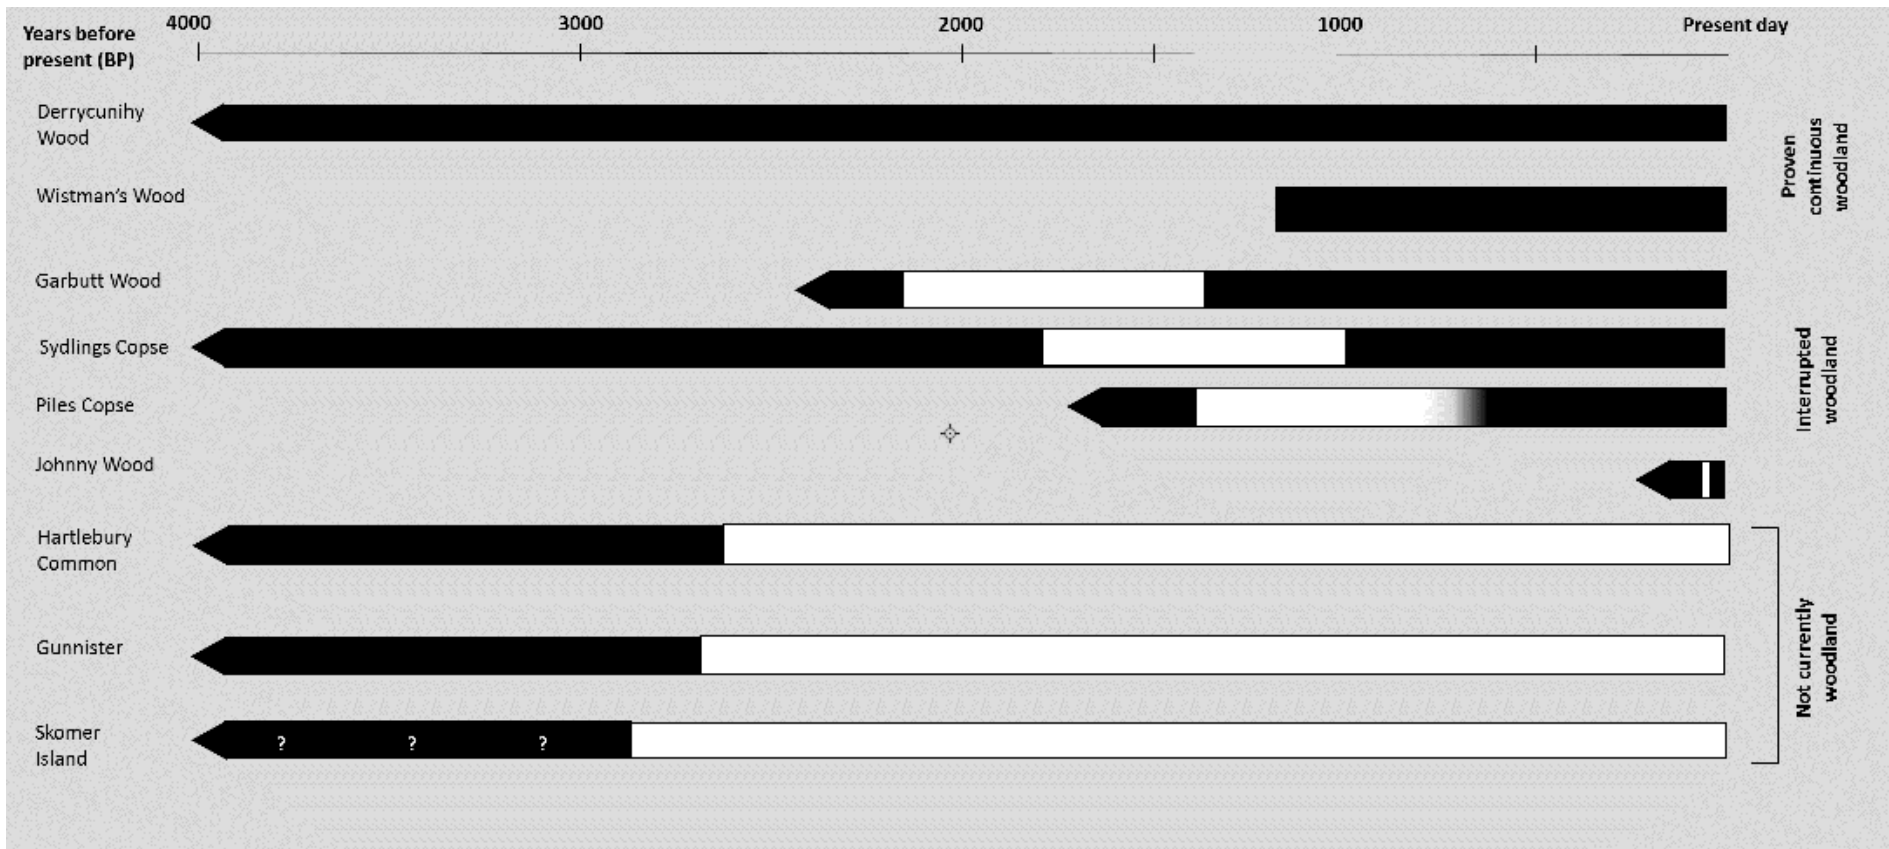 4000 3000 2000 1000 Present day
Years before
present (BP)
Derrycunihy
Wood
Wistman's Wood
Garbutt Wood
Sydlings Copse
Piles Copse
Johnny Wood
Hartlebury
Common
Gunnister
Skomer
Island
? ? ?
Proven
continuous
woodland
Interrupted
woodland
Not currently
woodland